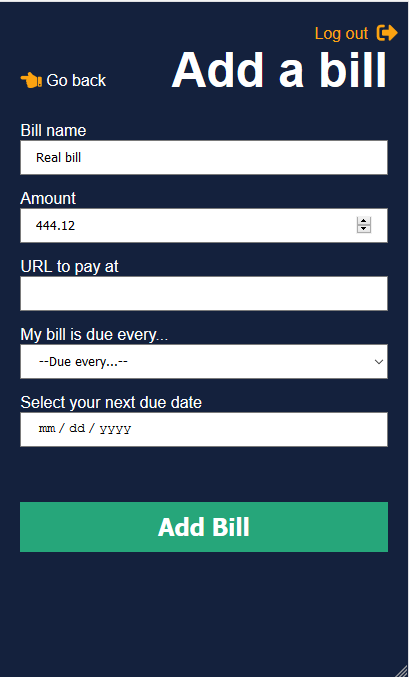 Log out
Go back
Add a bill
Bill name
Real bill
Amount
444.12
URL to pay at
My bill is due every...
--Due every...--
Select your next due date
mm / dd / yyyy
Add Bill